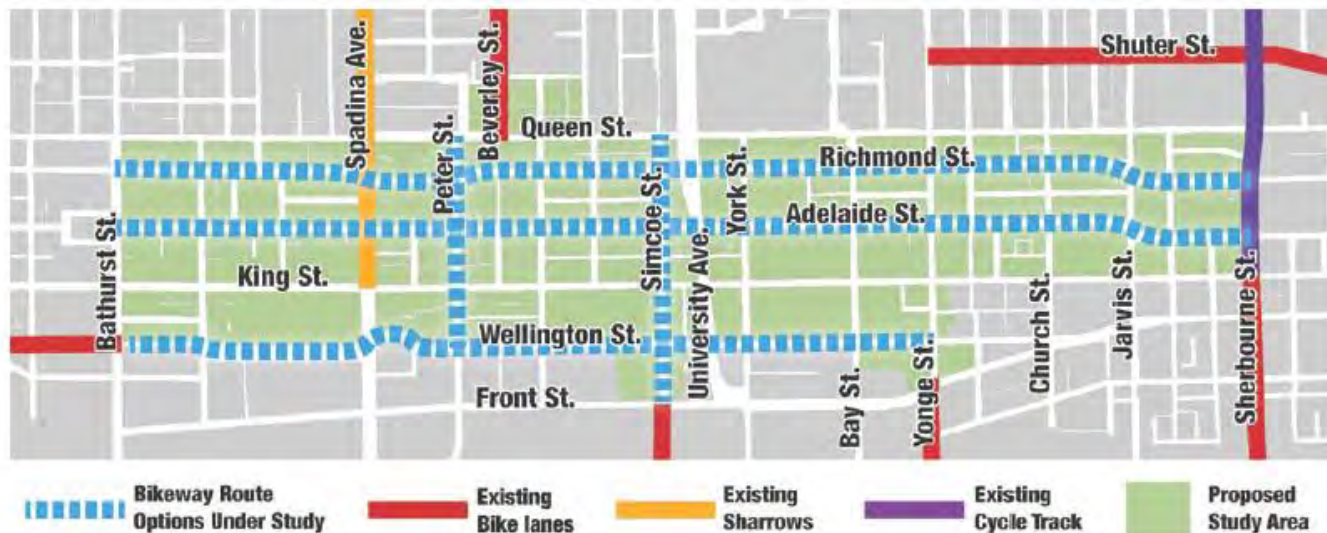 Spadina Ave.
Beverley St.
Shuter St.
Peter St.
Queen St.
Richmond St.
York St.
Adelaide St.
Bathurst St.
King St.
Simcoe St.
University Ave.
Wellington St.
Front St.
Bay St.
Yonge St.
Church St.
Jarvis St.
Sherbourne St.
Bikeway Route
Options Under Study
Existing
Bike lanes
Existing
Sharrows
Existing
Cycle Track
Proposed
Study Area